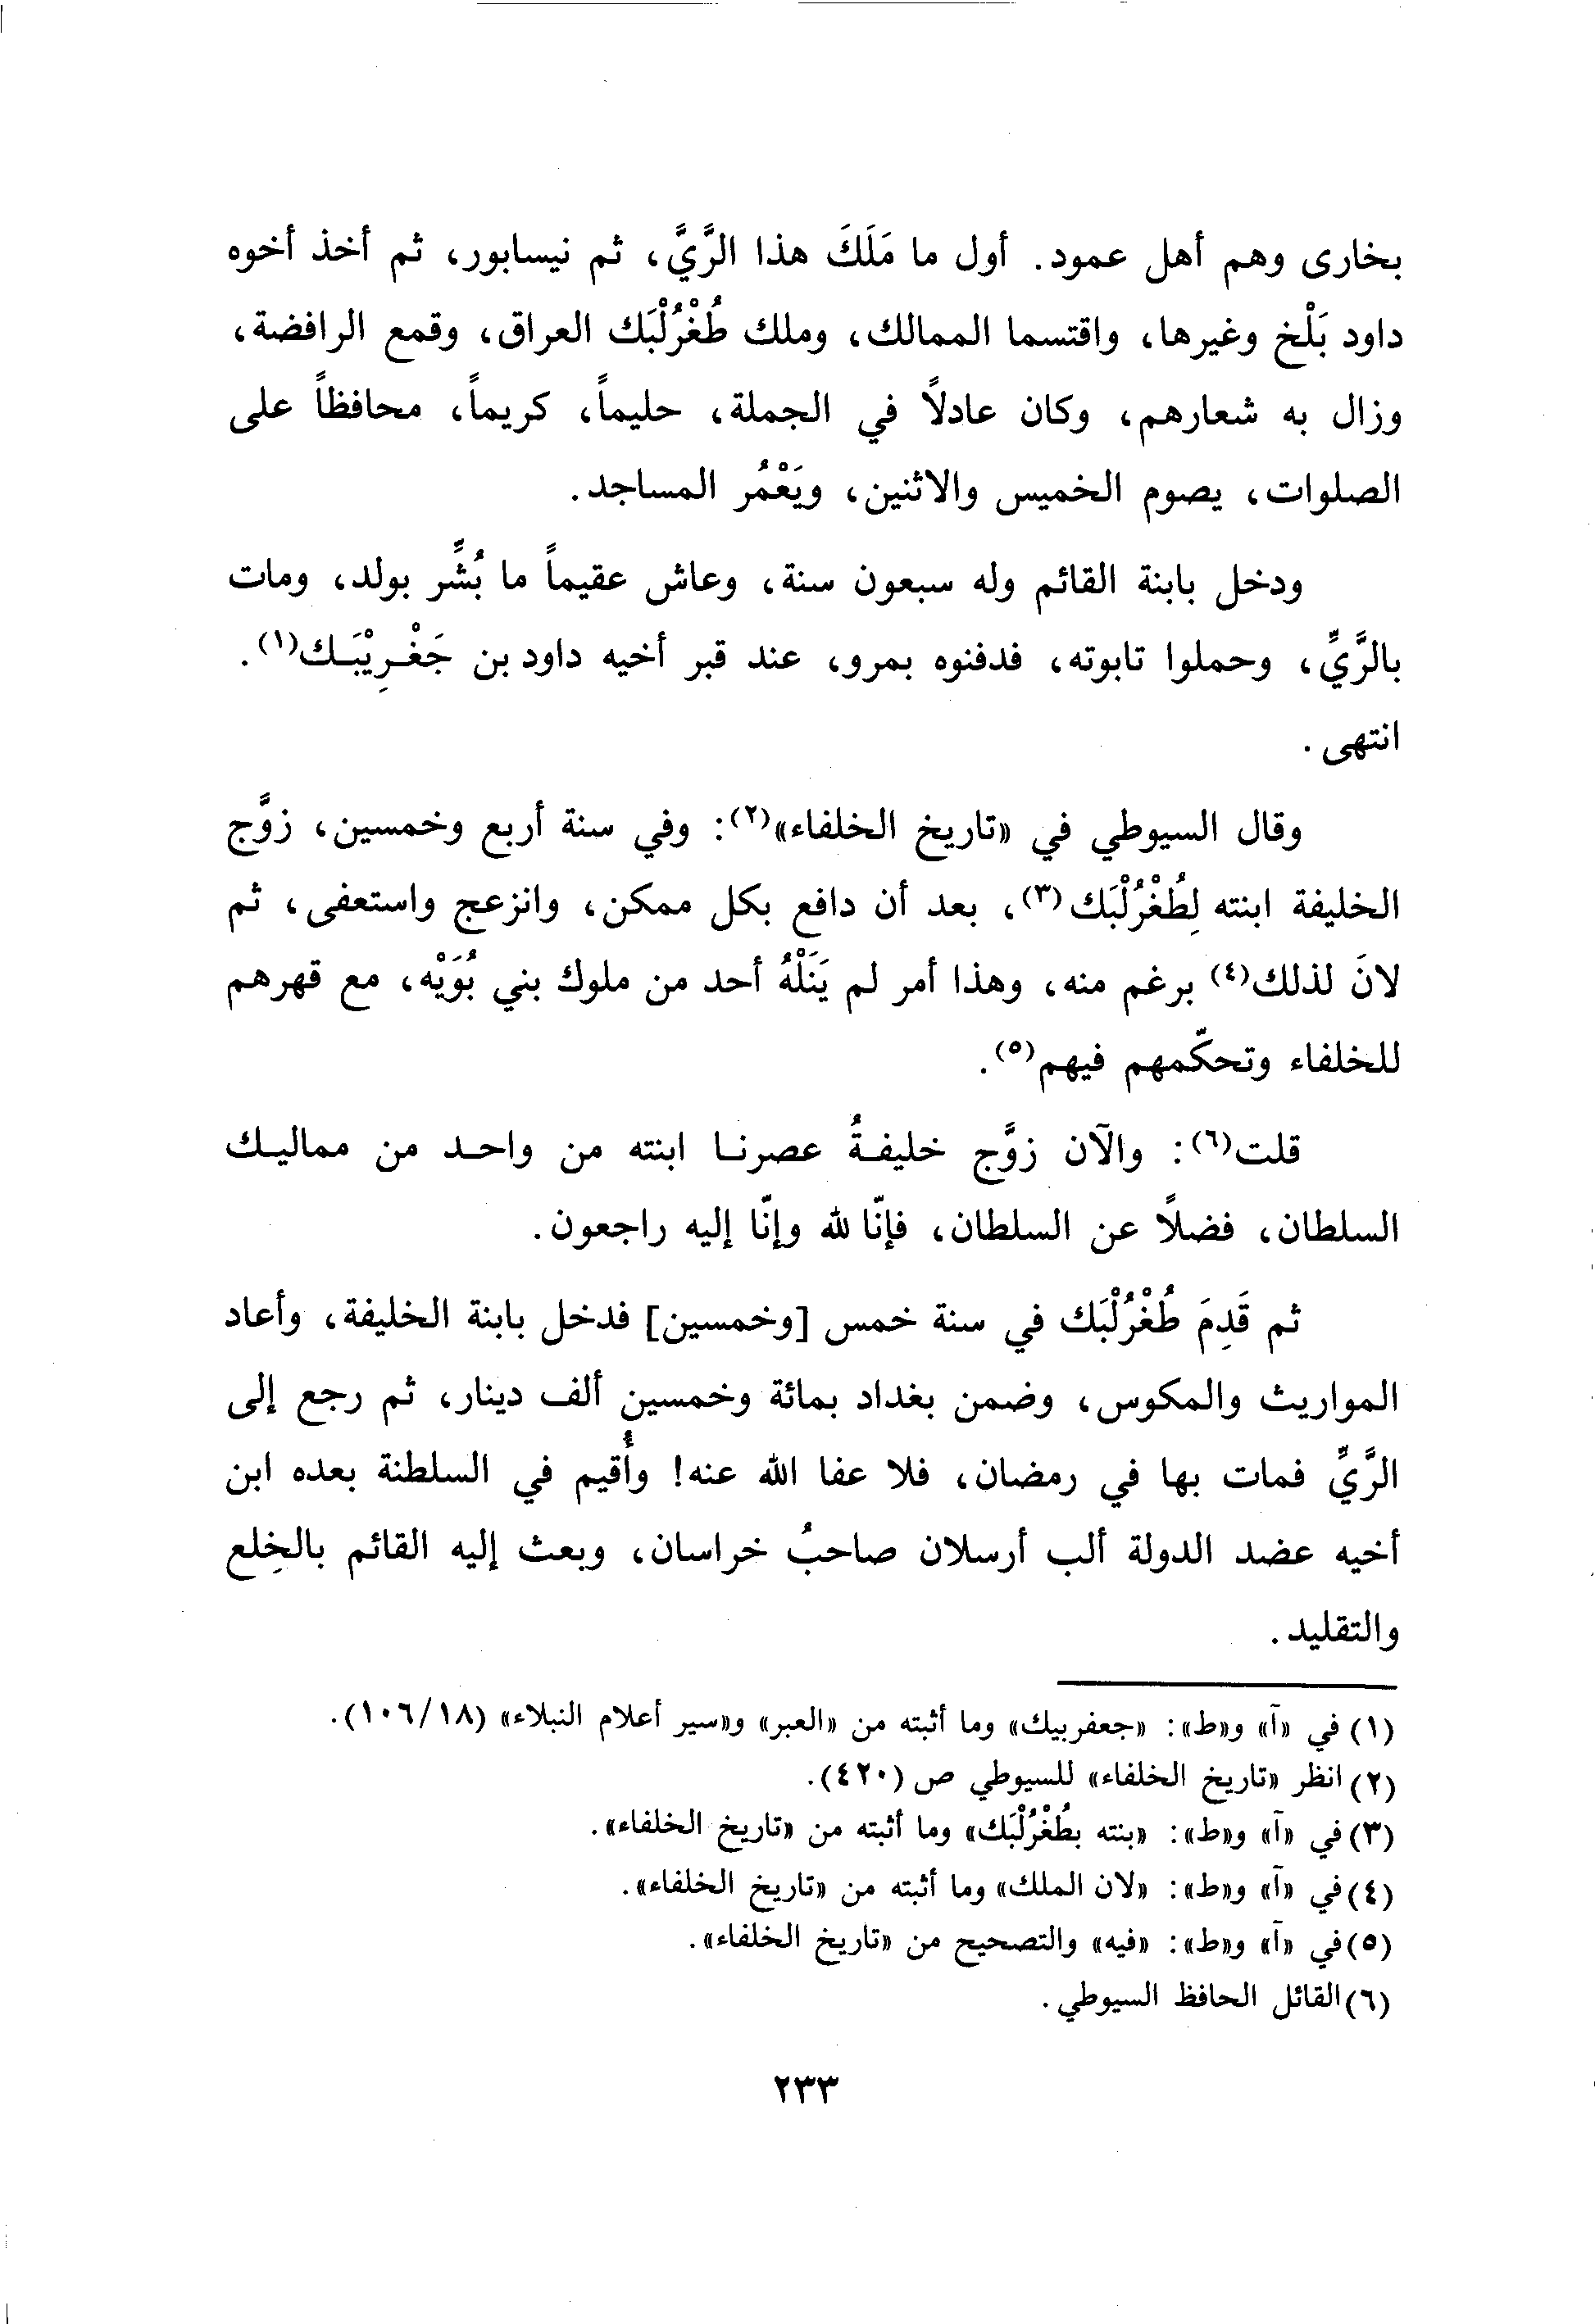 بخارى وهم أهل عمود. أول ما مَلَكَ هذا الرَّيَّ، ثم نيسابور، ثم أخذ أخوه
داود بَلْخ وغيرها، واقتسما الممالك، وملك طُغْرُلْبَك العراق، وقمع الرافضة،
وزال به شعارهم، وكان عادلاً في الجملة، حليماً، كريماً، محافظاً على
الصلوات، يصوم الخميس والاثنين، ويَعْمُر المساجد.
ودخل بابنة القائم وله سبعون سنة، وعاش عقيماً ما بُشِّر بولد، ومات
بالرَّيِّ، وحملوا تابوته، فدفنوه بمرو، عند قبر أخيه داود بن جَغْرِيْبَك(١).
انتهى.
وقال السيوطي في «تاريخ الخلفاء»(٢): وفي سنة أربع وخمسين، زوَّج
الخليفة ابنته لِطُغْرُلْبَك(٣)، بعد أن دافع بكل ممكن، وانزعج واستعفى، ثم
لانَ لذلك(٤) برغم منه، وهذا أمر لم يَنَلْهُ أحد من ملوك بني بُوَيْه، مع قهرهم
للخلفاء وتحكّمهم فيهم(٥).
قلت(٦): والآن زوَّج خليفةُ عصرنا ابنته من واحد من مماليك
السلطان، فضلاً عن السلطان، فإنّا لله وإنّا إليه راجعون.
ثم قَدِمَ طُغْرُلْبَك في سنة خمس [وخمسين] فدخل بابنة الخليفة، وأعاد
المواريث والمكوس، وضمن بغداد بمائة وخمسين ألف دينار، ثم رجع إلى
الرَّيِّ فمات بها في رمضان، فلا عفا الله عنه! وأُقيم في السلطنة بعده ابن
أخيه عضد الدولة ألب أرسلان صاحبُ خراسان، وبعث إليه القائم بالخِلع
والتقليد.
(١) في «آ» و«ط»: «جعفربيك» وما أثبته من «العبر» و«سير أعلام النبلاء» (١٠٦/١٨).
(٢) انظر «تاريخ الخلفاء» للسيوطي ص (٤٢٠).
(٣) في «آ» و«ط»: «بنته بطُغْرُلْبَك» وما أثبته من «تاريخ الخلفاء».
(٤) في «آ» و«ط»: «لان الملك» وما أثبته من «تاريخ الخلفاء».
(٥) في «آ» و«ط»: «فيه» والتصحيح من «تاريخ الخلفاء».
(٦) القائل الحافظ السيوطي.
٢٣٣